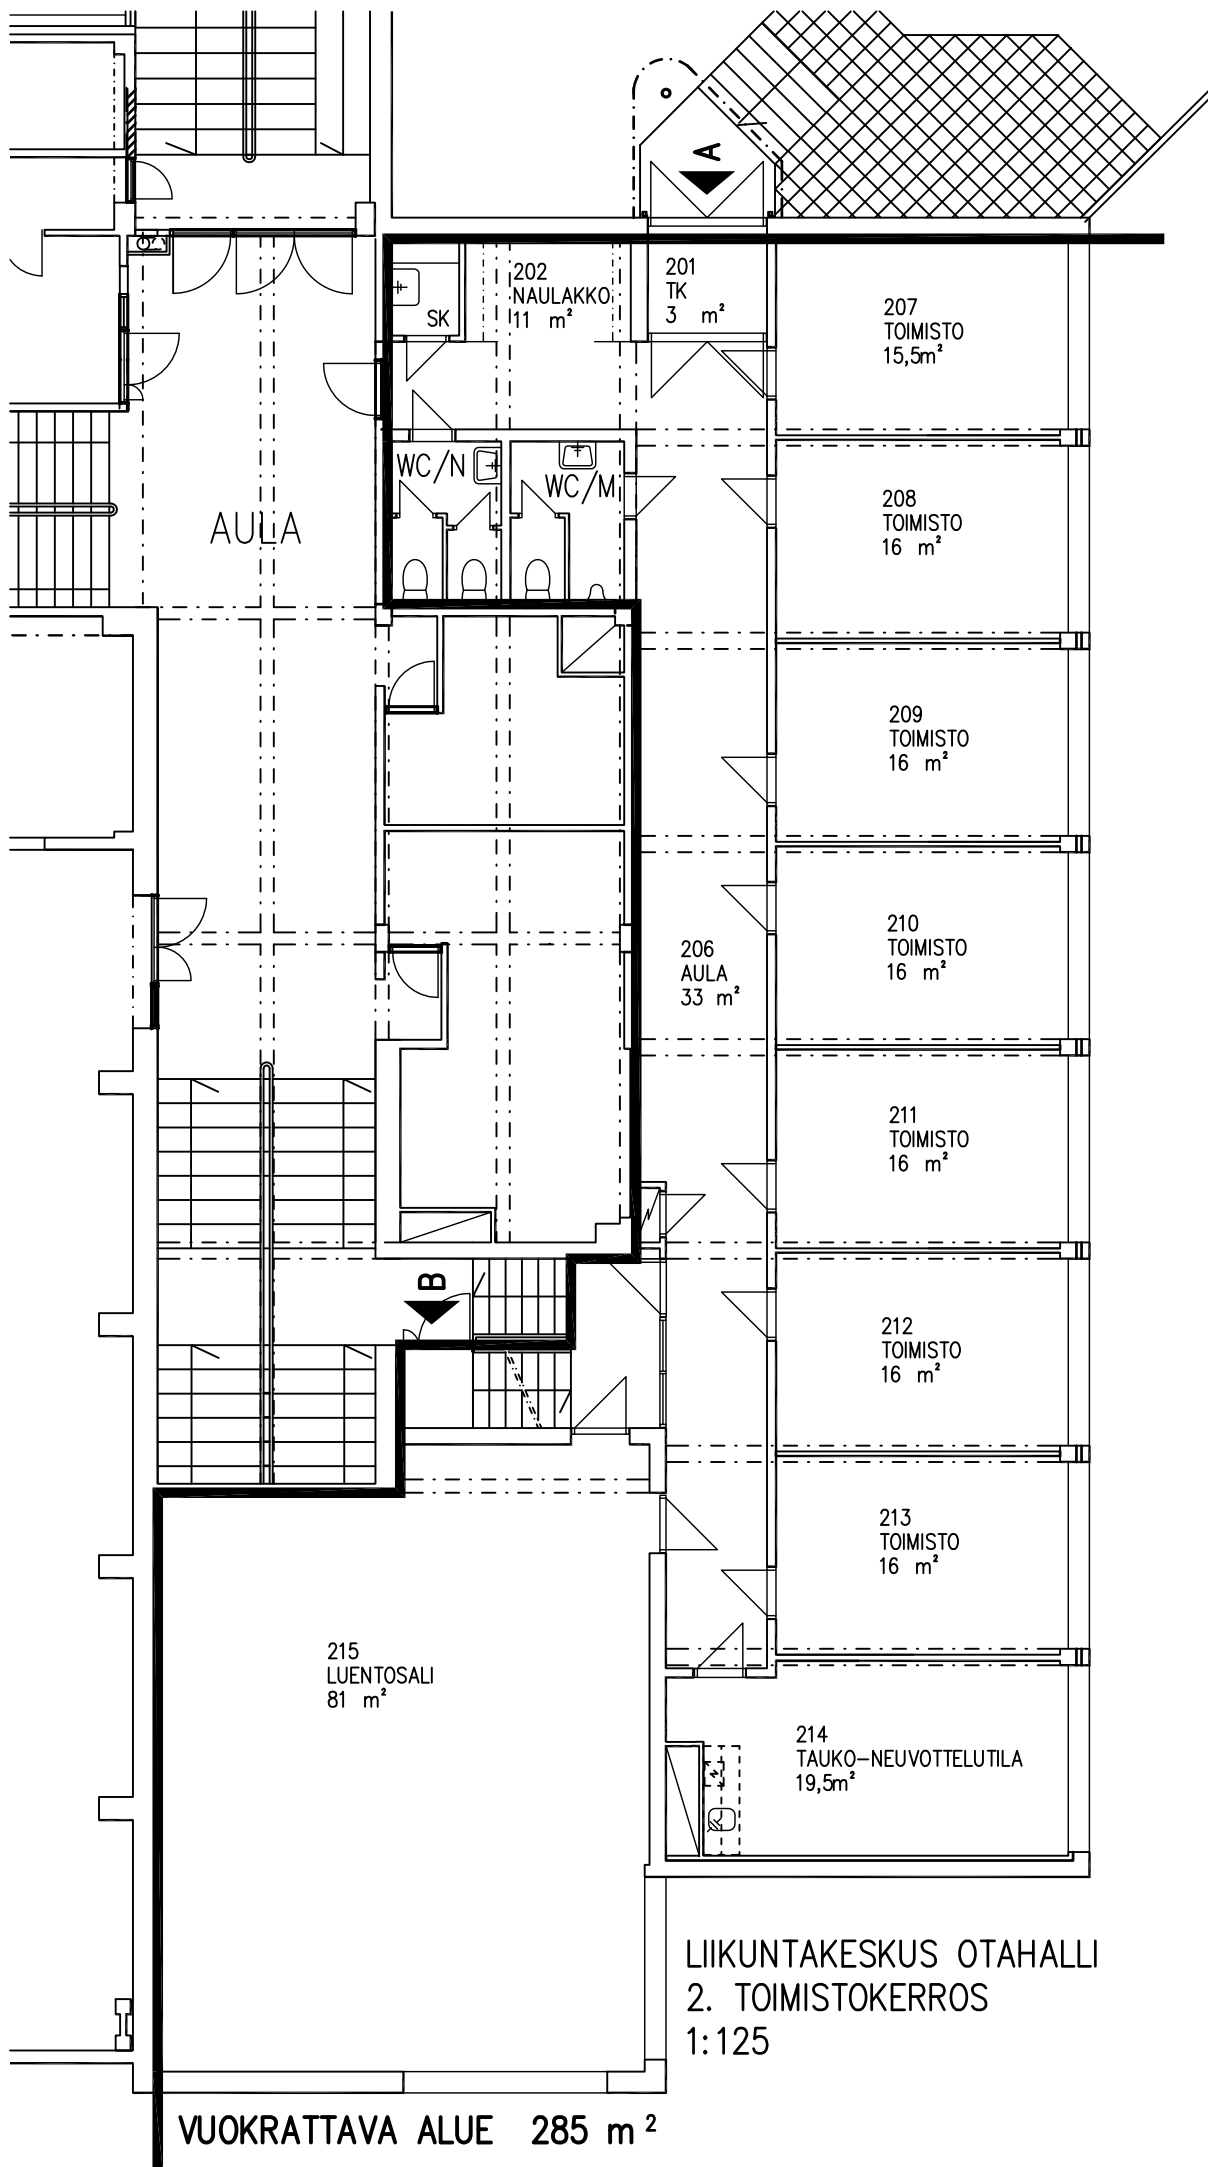 A
202
NAULAKKO
11 m²
SK
201
TK
3 m²
207
TOIMISTO
15,5m²
WC/N
WC/M
208
TOIMISTO
16 m²
AULA
209
TOIMISTO
16 m²
206
AULA
33 m²
210
TOIMISTO
16 m²
211
TOIMISTO
16 m²
B
212
TOIMISTO
16 m²
213
TOIMISTO
16 m²
215
LUENTOSALI
81 m²
214
TAUKO-NEUVOTTELUTILA
19,5m²
LIIKUNTAKESKUS OTAHALLI
2. TOIMISTOKERROS
1:125
VUOKRATTAVA ALUE 285 m²